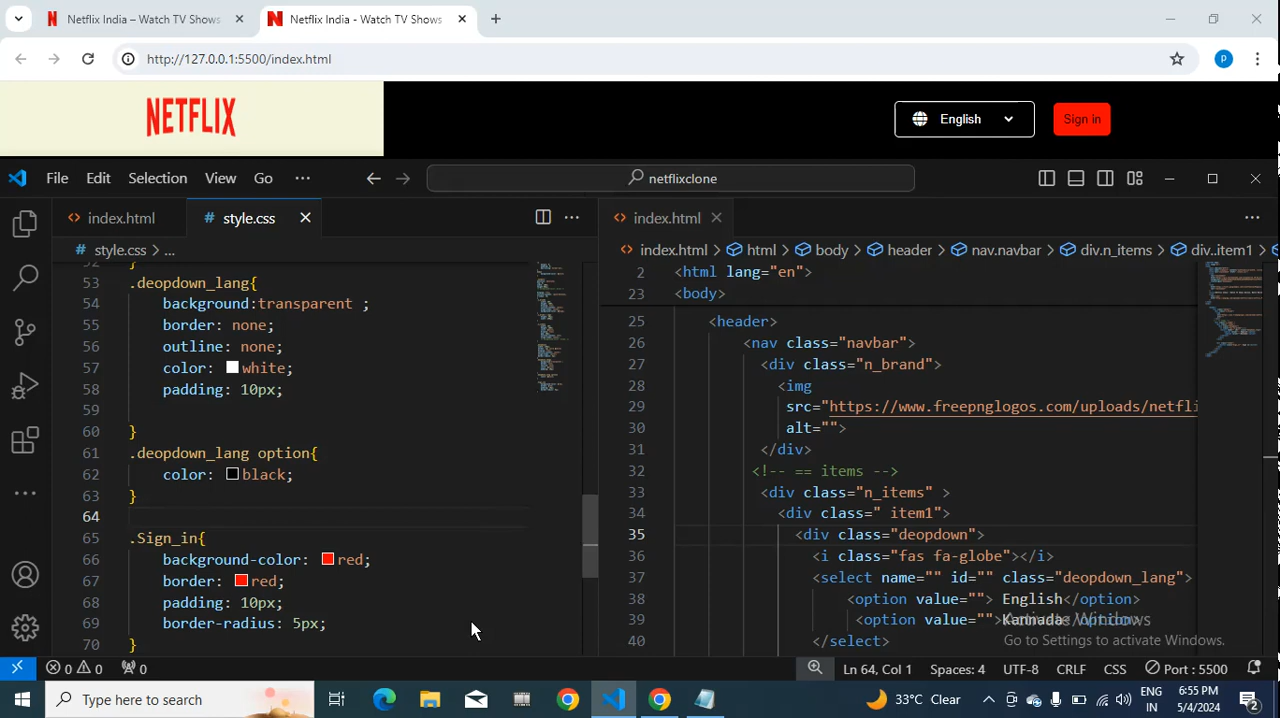 Netflix India – Watch TV Shows
Netflix India - Watch TV Shows
http://127.0.0.1:5500/index.html
P
NETFLIX
English
Sign in
File Edit Selection View Go ···
netflixclone
index.html
# style.css
index.html
# style.css > ...
index.html > html > body > header > nav.navbar > div.n_items > div..item1 >
53 .deopdown_lang{
54 background:transparent ;
55 border: none;
56 outline: none;
57 color: white;
58 padding: 10px;
59
60 }
61 .deopdown_lang option{
62 color: black;
63 }
64
65 .Sign_in{
66 background-color: red;
67 border: red;
68 padding: 10px;
69 border-radius: 5px;
70 }
2 <html lang="en">
23 <body>
25 <header>
26 <nav class="navbar">
27 <div class="n_brand">
28 <img
29 src="https://www.freepnglogos.com/uploads/netfli
30 alt="">
31 </div>
32 <!-- == items -->
33 <div class="n_items" >
34 <div class=" item1">
35 <div class="deopdown">
36 <i class="fas fa-globe"></i>
37 <select name="" id="" class="deopdown_lang">
38 <option value=""> English</option>
39 <option value="">Kannada</option>
40 </select>
Activate Windows
Go to Settings to activate Windows.
0 0 0
Ln 64, Col 1 Spaces: 4 UTF-8 CRLF CSS Port : 5500
Type here to search
33°C Clear
ENG
IN
6:55 PM
5/4/2024
2